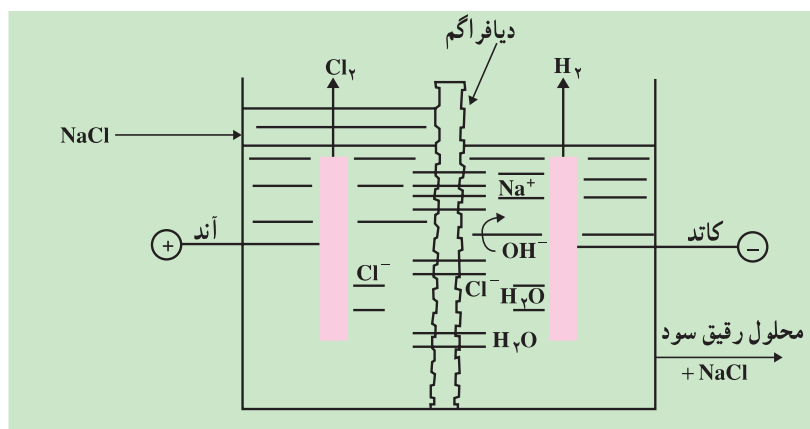 دیافراگم
Cl۲
H۲
NaCl
Na⁺
آند
+
کاتد
−
OH⁻
Cl⁻
Cl⁻
H۲O
H۲O
محلول رقیق سود
+ NaCl